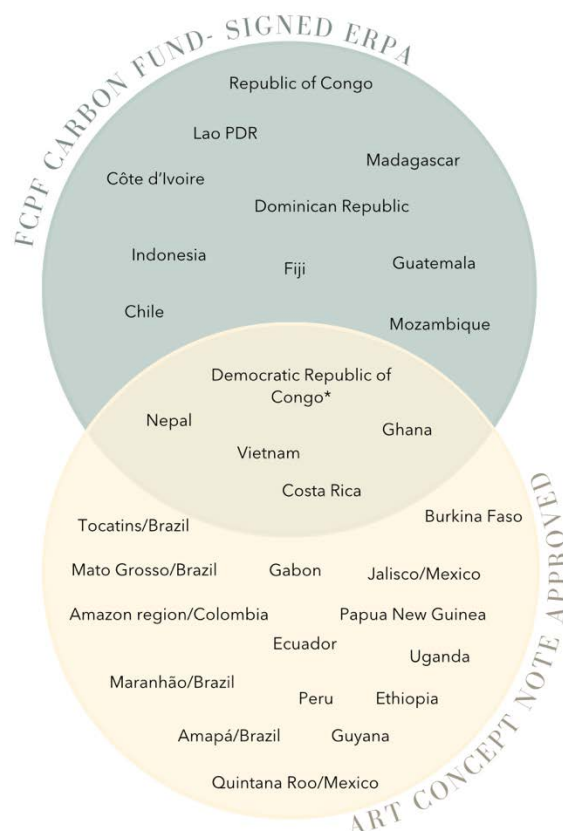 FCPF CARBON FUND- SIGNED ERPA
Republic of Congo
Lao PDR
Madagascar
Côte d’Ivoire
Dominican Republic
Indonesia
Fiji
Guatemala
Chile
Mozambique
Democratic Republic of
Congo*
Nepal
Ghana
Vietnam
Costa Rica
Burkina Faso
Tocatins/Brazil
Mato Grosso/Brazil
Gabon
Jalisco/Mexico
Amazon region/Colombia
Papua New Guinea
Ecuador
Uganda
Maranhão/Brazil
Peru
Ethiopia
Amapá/Brazil
Guyana
Quintana Roo/Mexico
ART CONCEPT NOTE APPROVED